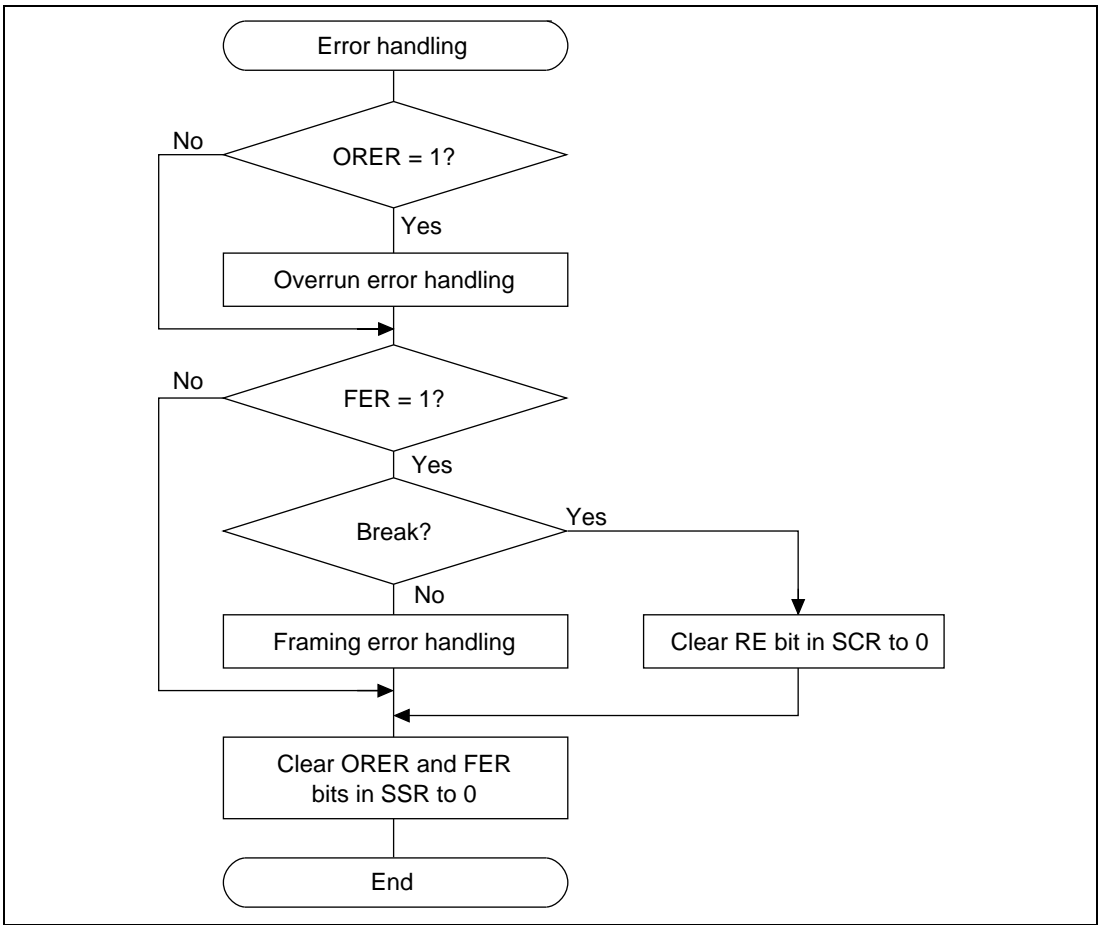 Error handling
No
ORER = 1?
Yes
Overrun error handling
No
FER = 1?
Yes
Break?
Yes
No
Framing error handling
Clear RE bit in SCR to 0
Clear ORER and FER
bits in SSR to 0
End